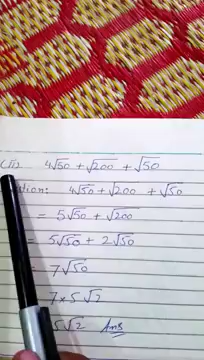 (ii) 4√50 + √200 + √50
ution: 4√50 + √200 + √50
= 5√50 + √200
= 5√50 + 2√50
= 7√50
7 × 5√2
5√2 Ans